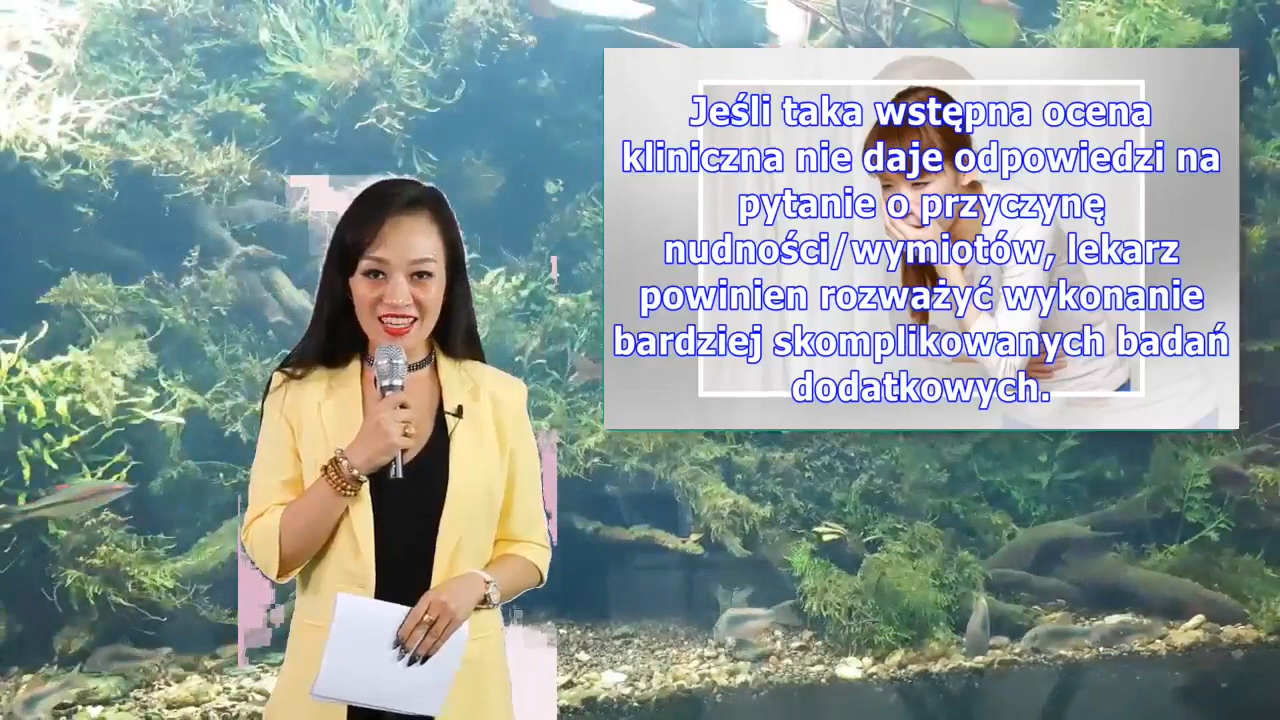 Jeśli taka wstępna ocena
kliniczna nie daje odpowiedzi na
pytanie o przyczynę
nudności/wymiotów, lekarz
powinien rozważyć wykonanie
bardziej skomplikowanych badań
dodatkowych.